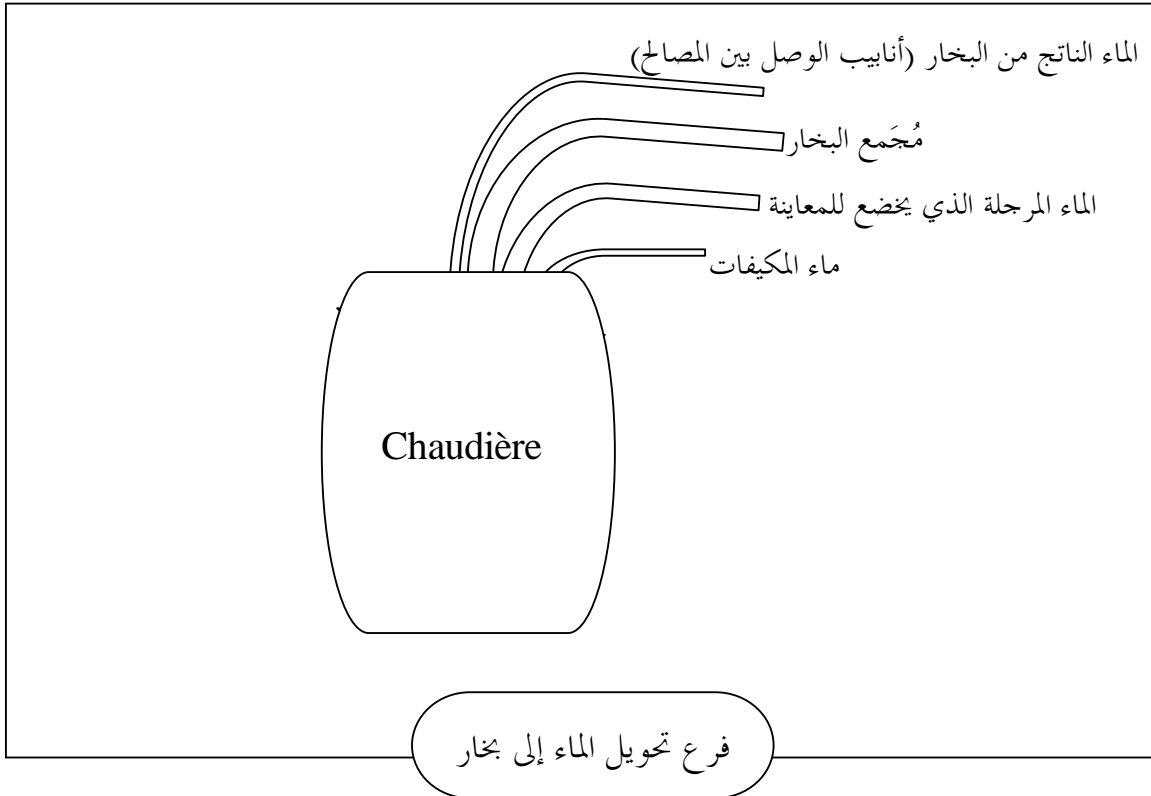 الماء الناتج من البخار (أنابيب الوصل بين المصالح)
مُجَمع البخار
الماء المرجلة الذي يخضع للمعاينة
ماء المكيفات
Chaudière
فرع تحويل الماء إلى بخار